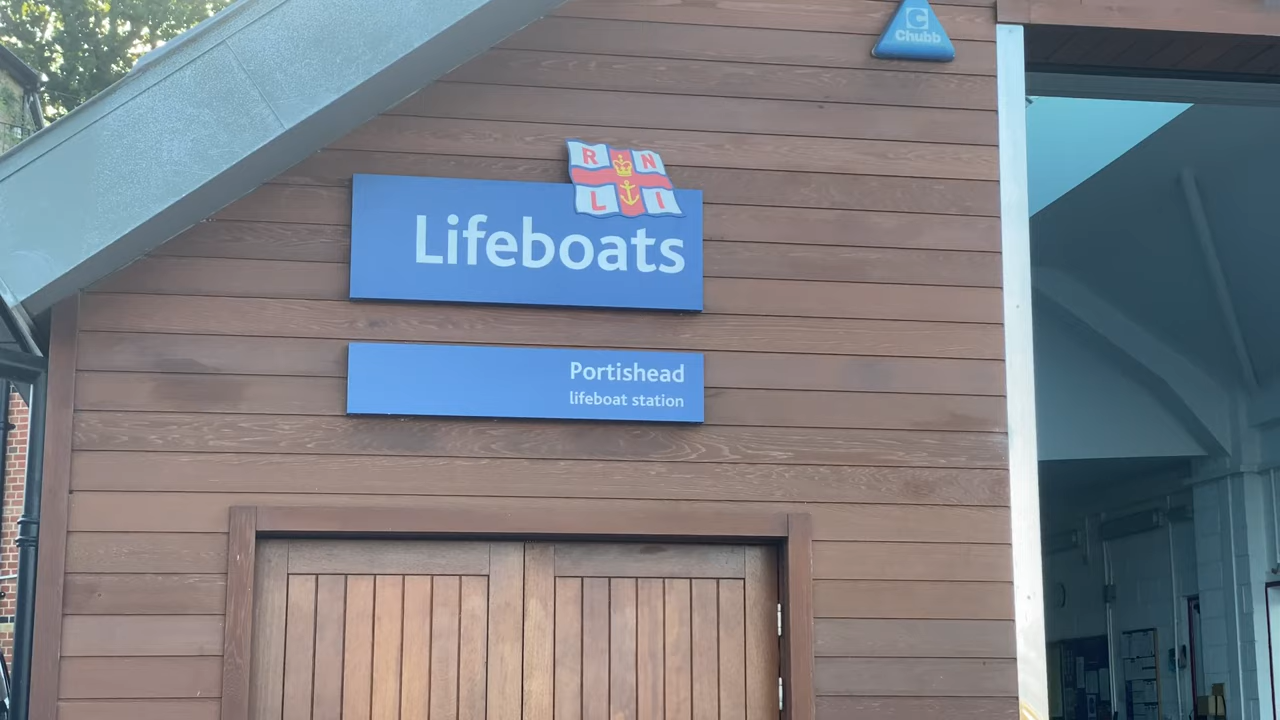 C
Chubb
R N
L I
Lifeboats
Portishead
lifeboat station